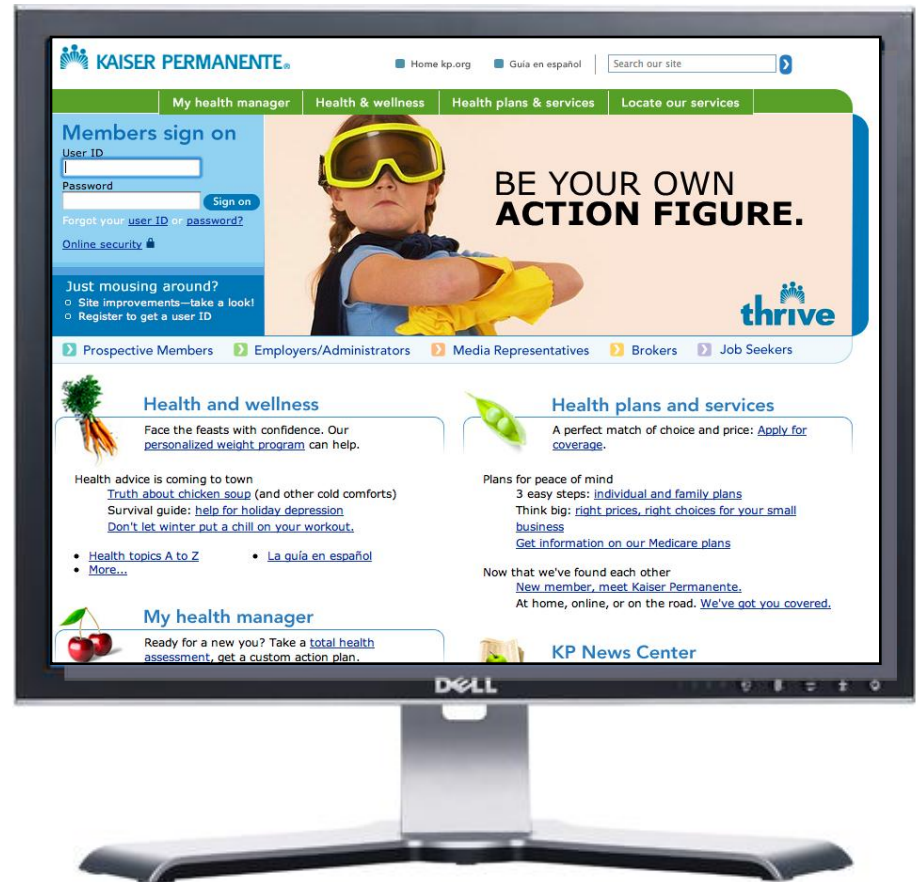 KAISER PERMANENTE®
Home kp.org
Guía en español
Search our site
My health manager
Health & wellness
Health plans & services
Locate our services
Members sign on
User ID
Password
Sign on
Forgot your user ID or password?
Online security
Just mousing around?
Site improvements—take a look!
Register to get a user ID
BE YOUR OWN
ACTION FIGURE.
thrive
Prospective Members
Employers/Administrators
Media Representatives
Brokers
Job Seekers
Health and wellness
Face the feasts with confidence. Our
personalized weight program can help.
Health advice is coming to town
Truth about chicken soup (and other cold comforts)
Survival guide: help for holiday depression
Don't let winter put a chill on your workout.
• Health topics A to Z
• La guía en español
• More...
My health manager
Ready for a new you? Take a total health
assessment, get a custom action plan.
Health plans and services
A perfect match of choice and price: Apply for
coverage.
Plans for peace of mind
3 easy steps: individual and family plans
Think big: right prices, right choices for your small
business
Get information on our Medicare plans
Now that we've found each other
New member, meet Kaiser Permanente.
At home, online, or on the road. We've got you covered.
KP News Center
DELL